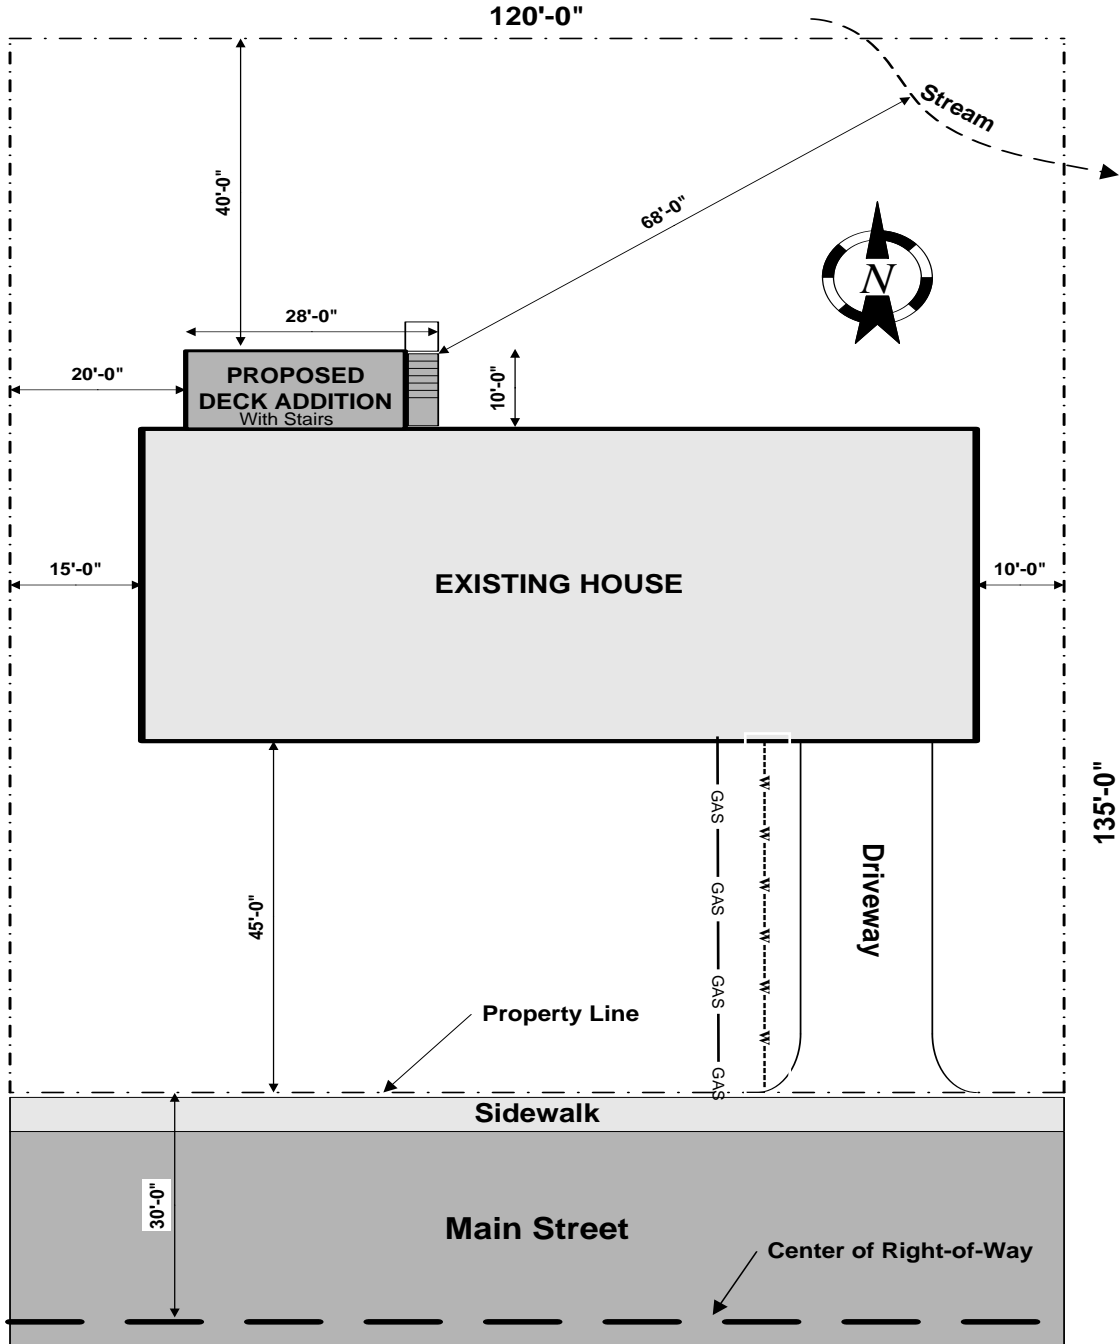 120'-0"
Stream
40'-0"
68'-0"
N
28'-0"
20'-0"
PROPOSED
DECK ADDITION
With Stairs
10'-0"
15'-0"
EXISTING HOUSE
10'-0"
135'-0"
GAS
W
W
GAS
W
W
GAS
W
W
GAS
Driveway
45'-0"
Property Line
Sidewalk
30'-0"
Main Street
Center of Right-of-Way